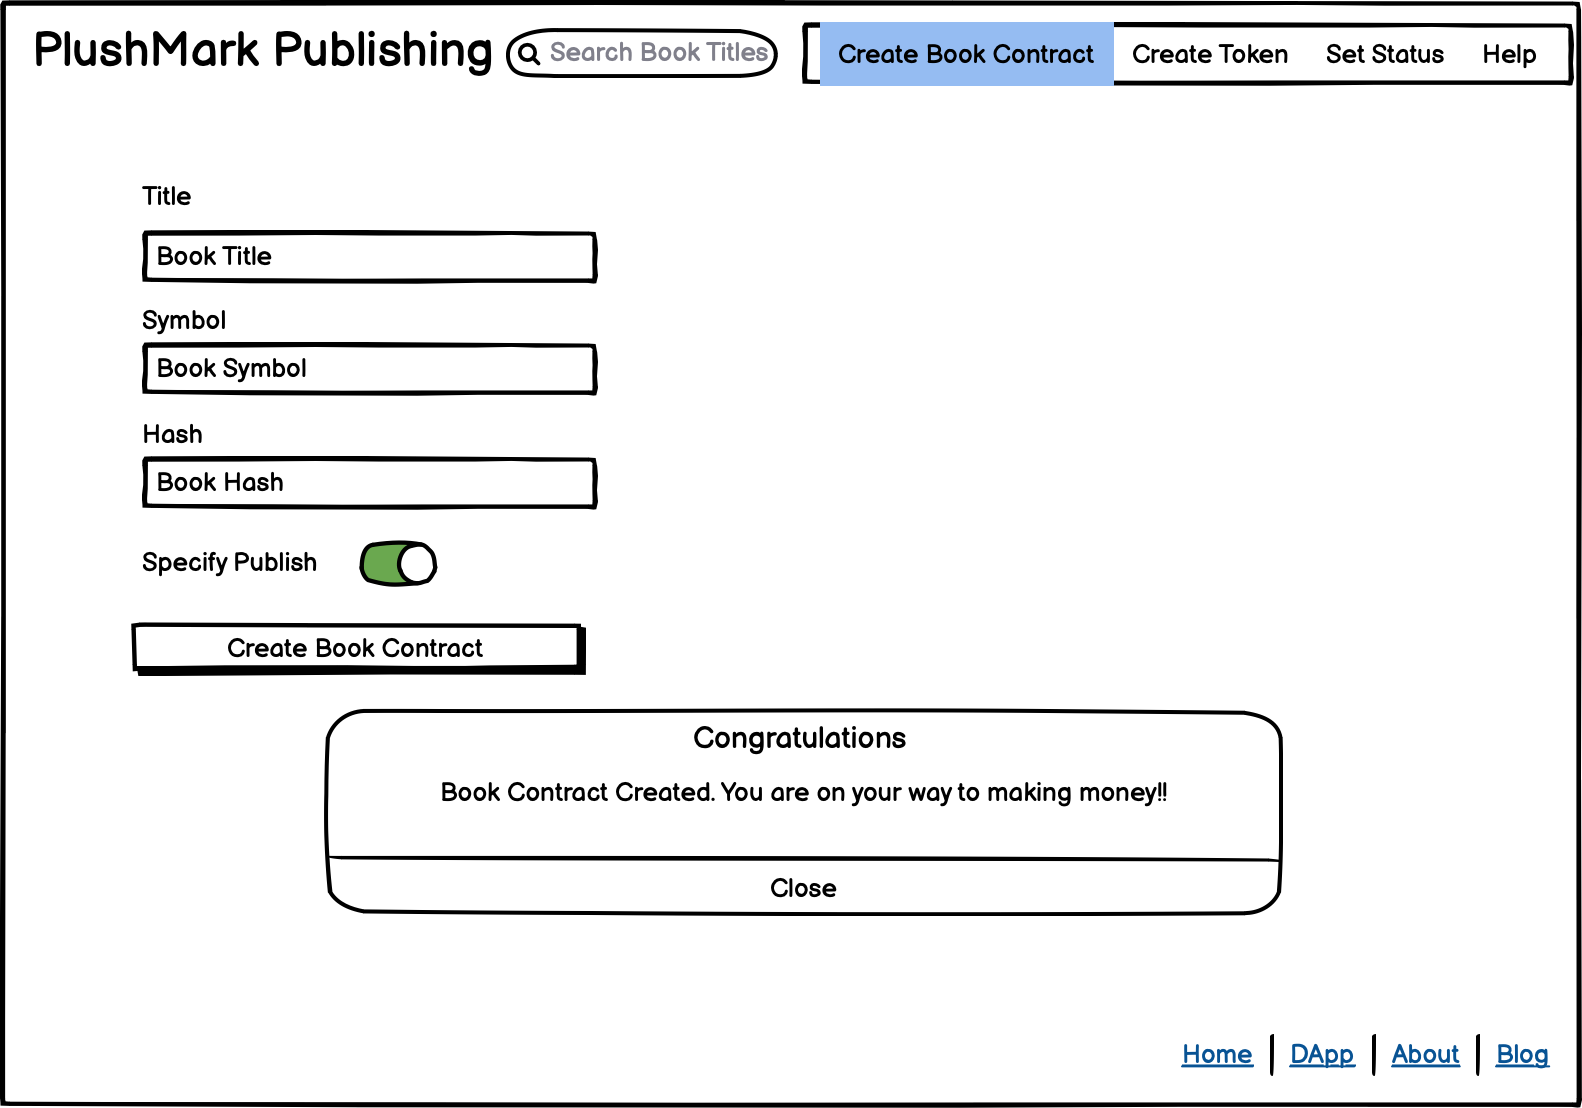 PlushMark Publishing
Search Book Titles
Create Book Contract Create Token Set Status Help
Title
Book Title
Symbol
Book Symbol
Hash
Book Hash
Specify Publish
Create Book Contract
Congratulations
Book Contract Created. You are on your way to making money!!
Close
Home DApp About Blog